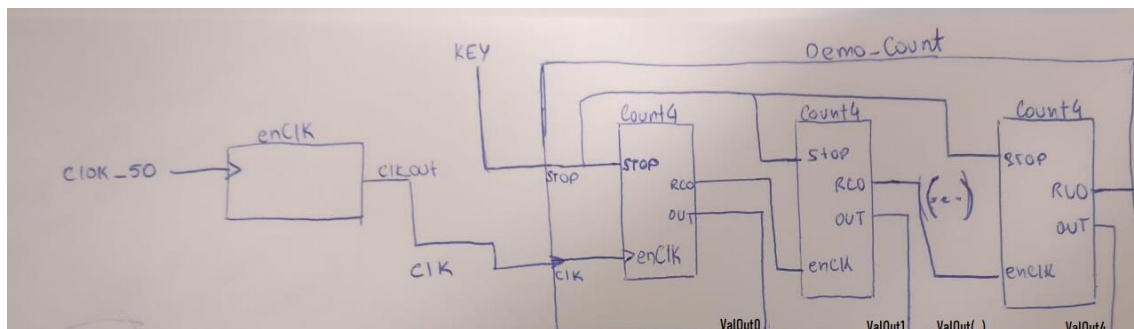 Demo_Count
KEY
Count4
Count4
Count4
enClk
ClOK_50
ClKout
STOP
STOP
RCO
OUT
enClK
STOP
RCO
OUT
enClK
(...)
STOP
RCO
OUT
enClK
ClK
ClK
ValOut0
ValOut1
ValOut(..)
ValOut4